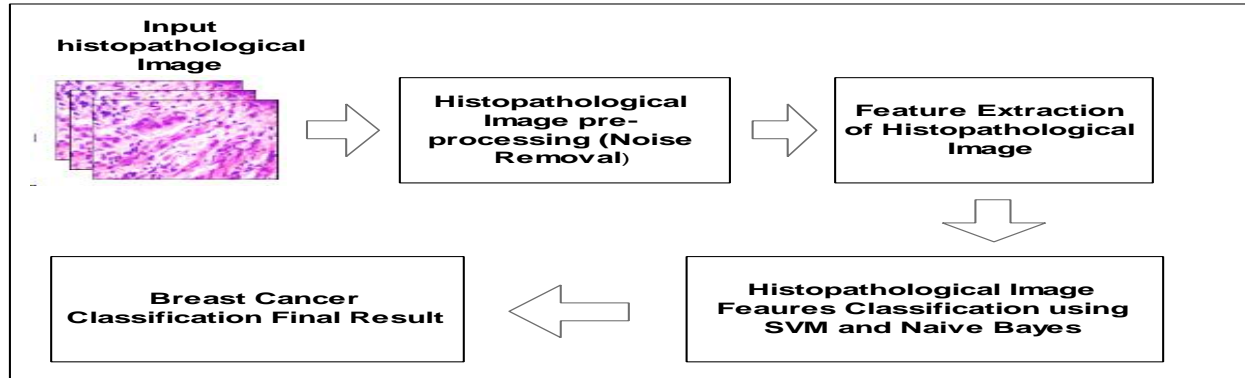 Input
histopathological
Image
Histopathological
Image pre-
processing (Noise
Removal)
Feature Extraction
of Histopathological
Image
Histopathological Image
Feaures Classification using
SVM and Naive Bayes
Breast Cancer
Classification Final Result